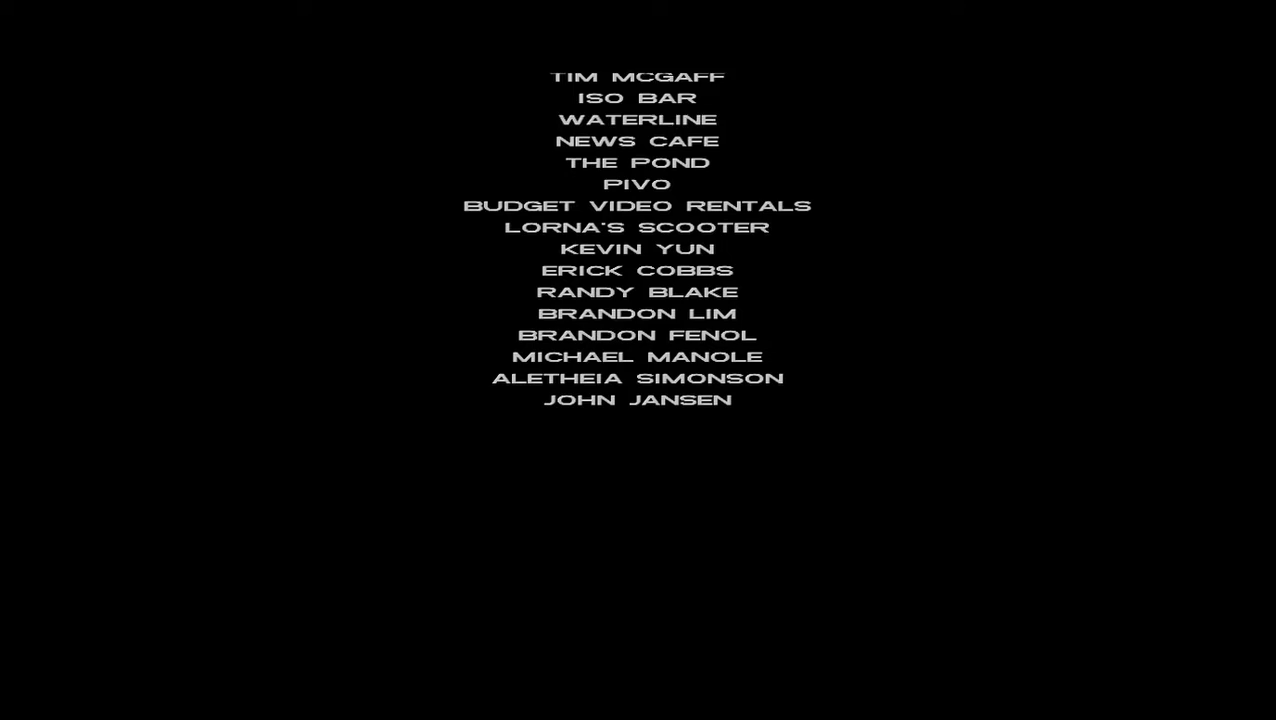 TIM MCGAFF
ISO BAR
WATERLINE
NEWS CAFE
THE POND
PIVO
BUDGET VIDEO RENTALS
LORNA'S SCOOTER
KEVIN YUN
ERICK COBBS
RANDY BLAKE
BRANDON LIM
BRANDON FENOL
MICHAEL MANOLE
ALETHEIA SIMONSON
JOHN JANSEN